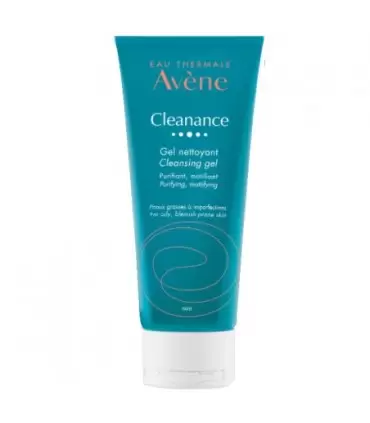 EAU THERMALE
Avène
Cleanance
Gel nettoyant
Cleansing gel
Purifiant, matifiant
Purifying, matifying
Peaux grasses à imperfections
For oily, blemish-prone skin